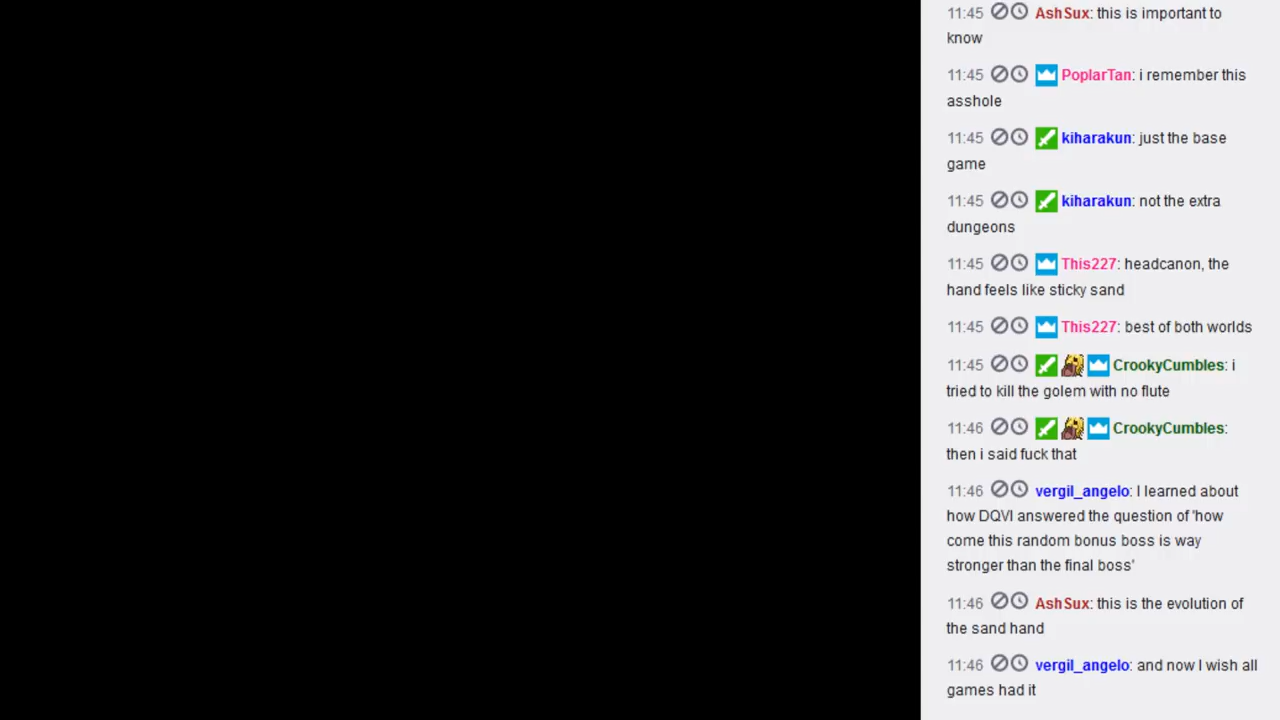 11:45 AshSux: this is important to
know
11:45 PoplarTan: i remember this
asshole
11:45 kiharakun: just the base
game
11:45 kiharakun: not the extra
dungeons
11:45 This227: headcanon, the
hand feels like sticky sand
11:45 This227: best of both worlds
11:45 CrookyCumbles: i
tried to kill the golem with no flute
11:46 CrookyCumbles:
then i said fuck that
11:46 vergil_angelo: I learned about
how DQVI answered the question of 'how
come this random bonus boss is way
stronger than the final boss'
11:46 AshSux: this is the evolution of
the sand hand
11:46 vergil_angelo: and now I wish all
games had it